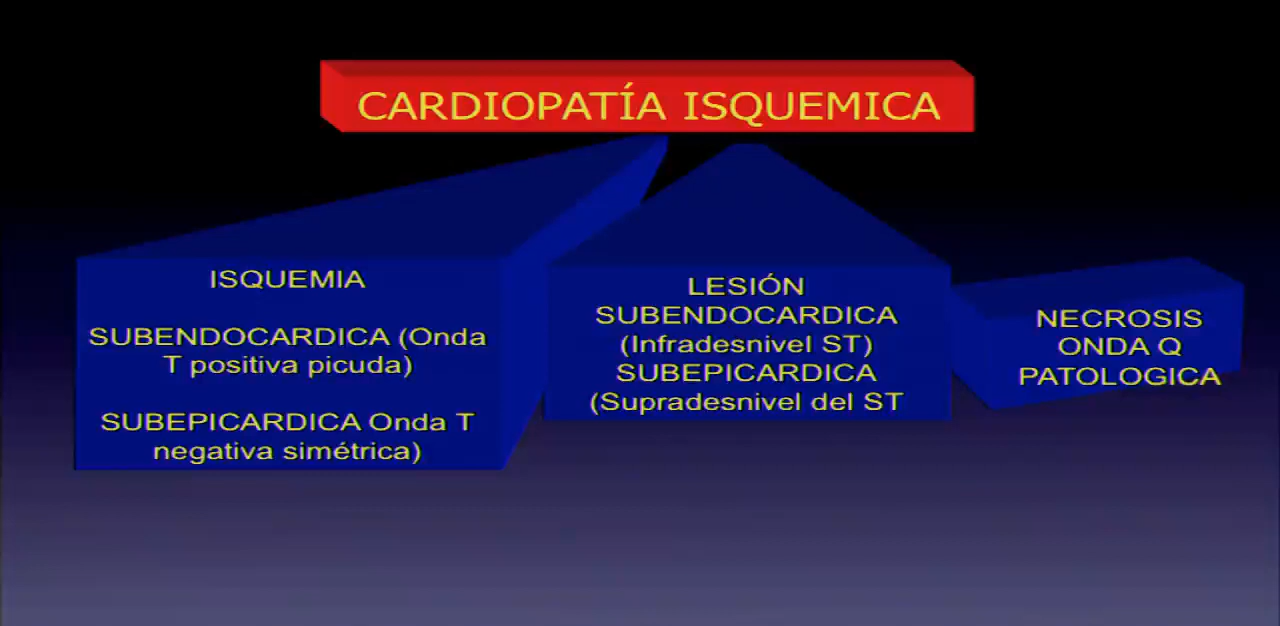 CARDIOPATÍA ISQUEMICA
ISQUEMIA
SUBENDOCARDICA (Onda
T positiva picuda)
SUBEPICARDICA Onda T
negativa simétrica)
LESIÓN
SUBENDOCARDICA
(Infradesnivel ST)
SUBEPICARDICA
(Supradesnivel del ST
NECROSIS
ONDA Q
PATOLOGICA